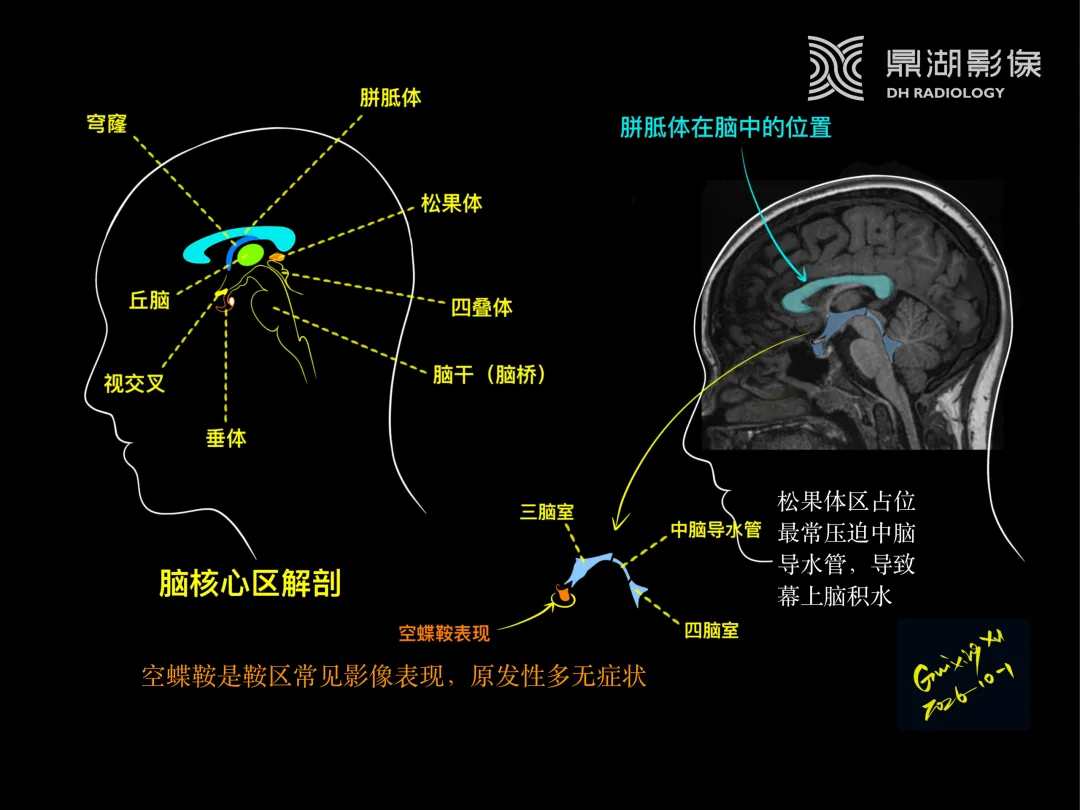 鼎湖影像
DH RADIOLOGY
胼胝体
穹窿
胼胝体在脑中的位置
松果体
丘脑
四叠体
视交叉
脑干（脑桥）
垂体
三脑室
中脑导水管
松果体区占位
最常压迫中脑
导水管，导致
幕上脑积水
脑核心区解剖
空蝶鞍表现
四脑室
空蝶鞍是鞍区常见影像表现，原发性多无症状
Guixing Xu
2026-10-1